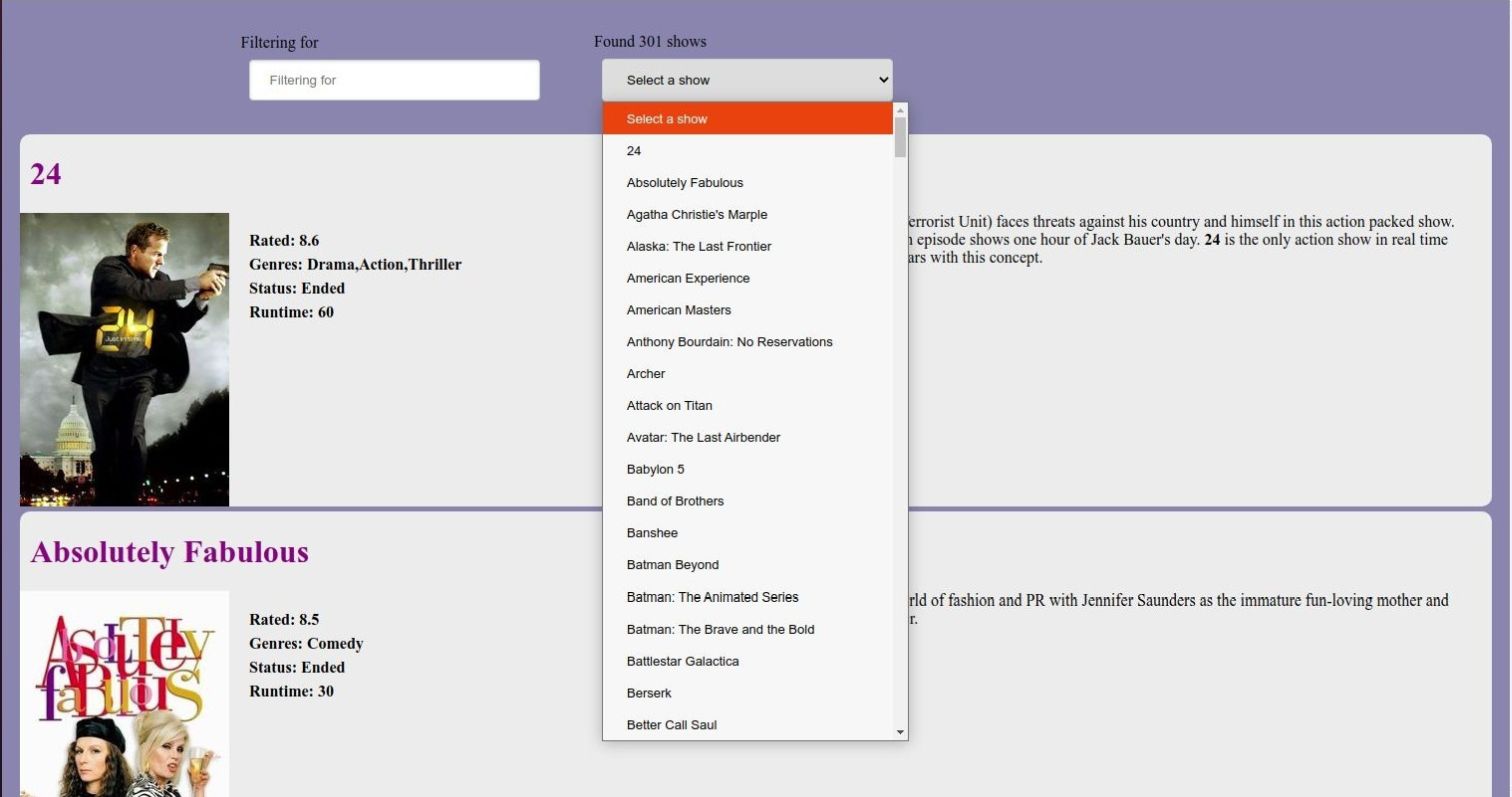 Filtering for
Found 301 shows
Filtering for
Select a show
Select a show
24
Absolutely Fabulous
Agatha Christie's Marple
Alaska: The Last Frontier
American Experience
American Masters
Anthony Bourdain: No Reservations
Archer
Attack on Titan
Avatar: The Last Airbender
Babylon 5
Band of Brothers
Banshee
Batman Beyond
Batman: The Animated Series
Batman: The Brave and the Bold
Battlestar Galactica
Berserk
Better Call Saul
24
24
Rated: 8.6
Genres: Drama,Action,Thriller
Status: Ended
Runtime: 60
errorist Unit) faces threats against his country and himself in this action packed show.
episode shows one hour of Jack Bauer's day. 24 is the only action show in real time
ars with this concept.
Absolutely Fabulous
Absolutely
fabulous
Rated: 8.5
Genres: Comedy
Status: Ended
Runtime: 30
rld of fashion and PR with Jennifer Saunders as the immature fun-loving mother and
r.